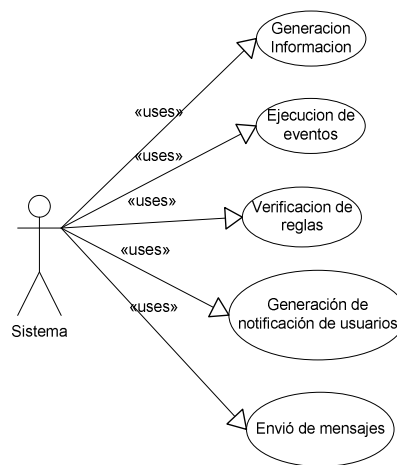 Generacion
Informacion
«uses»
Ejecucion de
eventos
«uses»
«uses»
Verificacion de
reglas
«uses»
Generación de
notificación de usuarios
«uses»
Sistema
Envió de mensajes